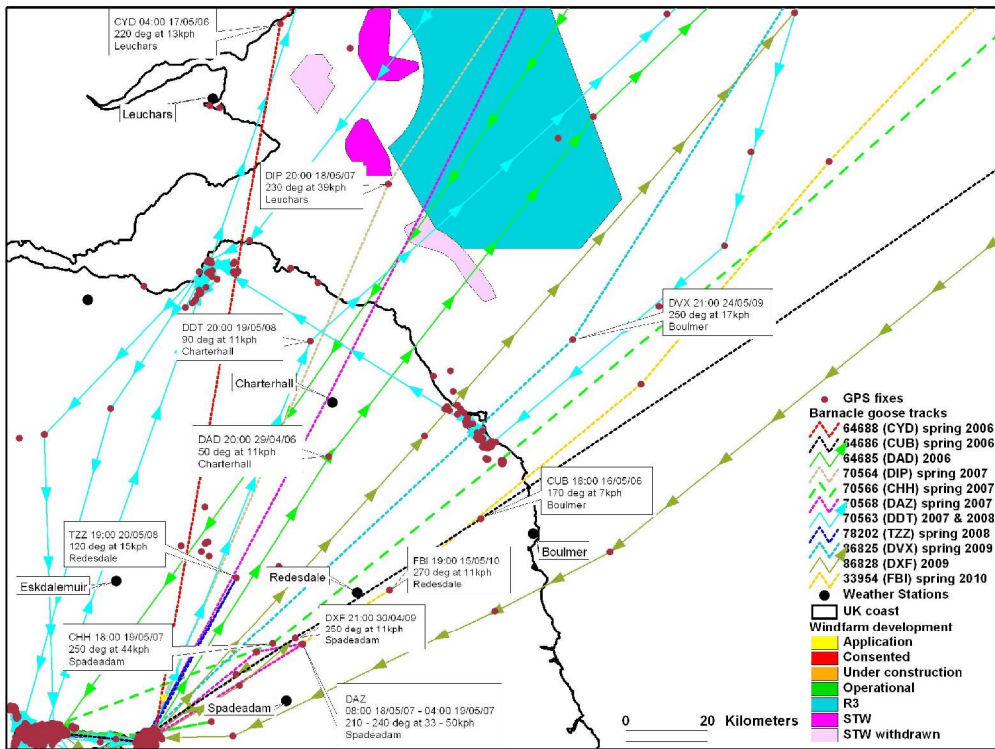 CYD 04:00 17/05/06
220 deg at 13kph
Leuchars
Leuchars
DIP 20:00 18/05/07
230 deg at 39kph
Leuchars
DDT 20:00 19/05/08
90 deg at 11kph
Charterhall
DVX 21:00 24/05/09
250 deg at 17kph
Boulmer
Charterhall
DAD 20:00 29/04/06
50 deg at 11kph
Charterhall
CUB 18:00 16/05/06
170 deg at 7kph
Boulmer
TZZ 19:00 20/05/08
120 deg at 15kph
Redesdale
Boulmer
FBI 19:00 15/05/10
270 deg at 11kph
Redesdale
Redesdale
Eskdalemuir
DXF 21:00 30/04/09
250 deg at 11kph
Spadeadam
CHH 18:00 19/05/07
250 deg at 44kph
Spadeadam
DAZ
08:00 18/05/07 - 04:00 19/05/07
210 - 240 deg at 33 - 50kph
Spadeadam
Spadeadam
0 20 Kilometers
GPS fixes
Barnacle goose tracks
64688 (CYD) spring 2006
64686 (CUB) spring 2006
64685 (DAD) 2006
70564 (DIP) spring 2007
70566 (CHH) spring 2007
70568 (DAZ) spring 2007
70563 (DDT) 2007 & 2008
78202 (TZZ) spring 2008
86825 (DVX) spring 2009
86828 (DXF) 2009
33954 (FBI) spring 2010
Weather Stations
UK coast
Windfarm development
Application
Consented
Under construction
Operational
R3
STW
STW withdrawn